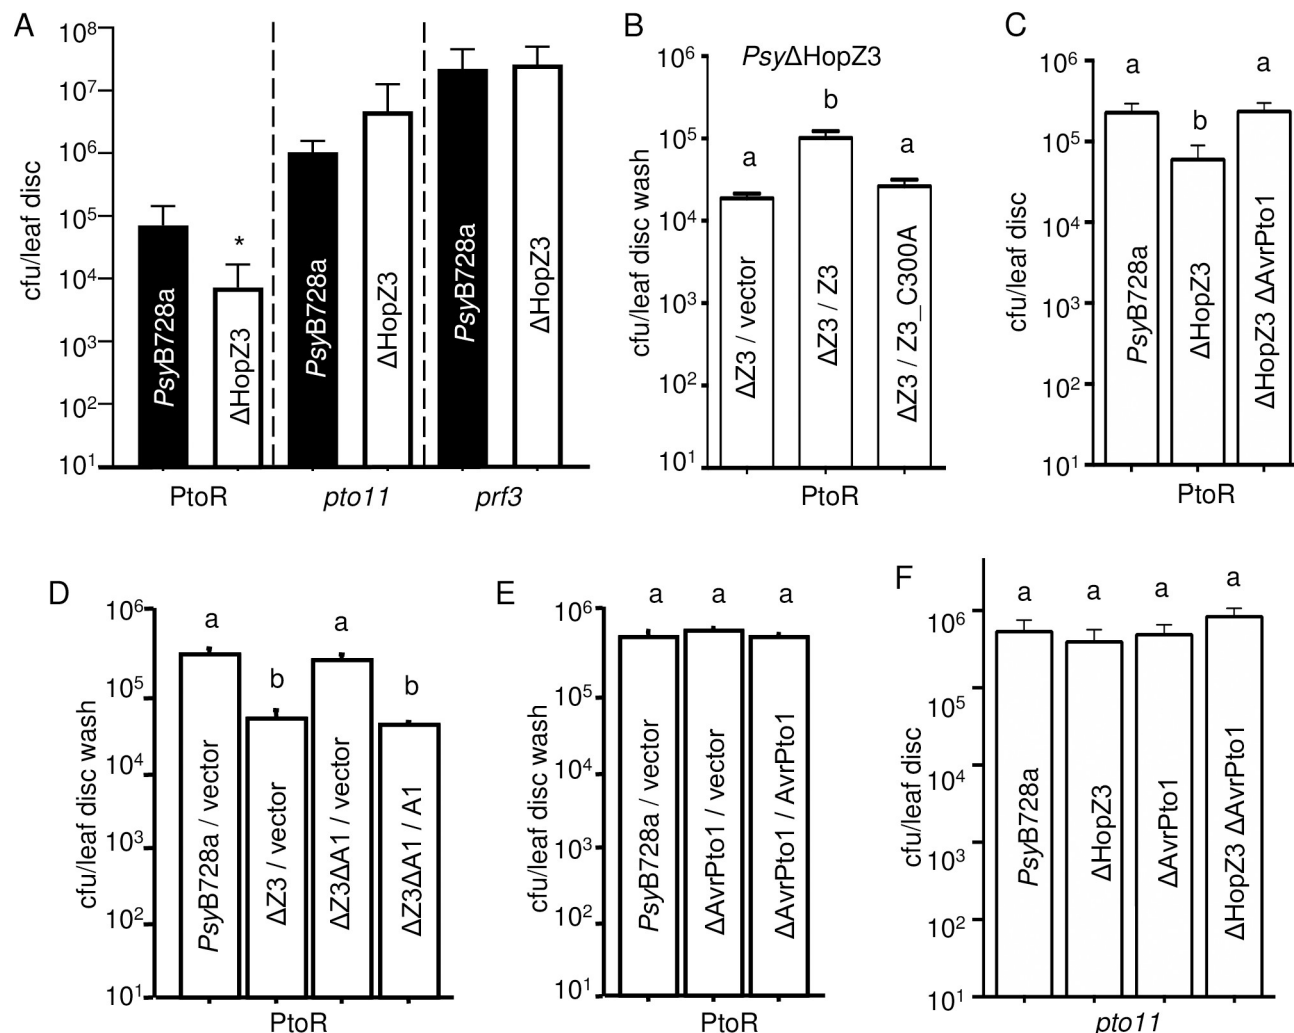 A
10⁸
10⁷
10⁶
10⁵
10⁴
10³
10²
10¹
cfu/leaf disc
PsyB728a
*
ΔHopZ3
PsyB728a
ΔHopZ3
PsyB728a
ΔHopZ3
PtoR
pto11
prf3
B
PsyΔHopZ3
10⁶
10⁵
10⁴
10³
10²
10¹
cfu/leaf disc wash
a
b
a
ΔZ3 / vector
ΔZ3 / Z3
ΔZ3 / Z3_C300A
PtoR
C
10⁶
10⁵
10⁴
10³
10²
10¹
cfu/leaf disc
a
b
a
PsyB728a
ΔHopZ3
ΔHopZ3 ΔAvrPto1
PtoR
D
10⁶
10⁵
10⁴
10³
10²
10¹
cfu/leaf disc wash
a
b
a
b
PsyB728a / vector
ΔZ3 / vector
ΔZ3ΔA1 / vector
ΔZ3ΔA1 / A1
PtoR
E
10⁶
10⁵
10⁴
10³
10²
10¹
cfu/leaf disc wash
a
a
a
PsyB728a / vector
ΔAvrPto1 / vector
ΔAvrPto1 / AvrPto1
PtoR
F
10⁶
10⁵
10⁴
10³
10²
10¹
cfu/leaf disc
a
a
a
a
PsyB728a
ΔHopZ3
ΔAvrPto1
ΔHopZ3 ΔAvrPto1
pto11